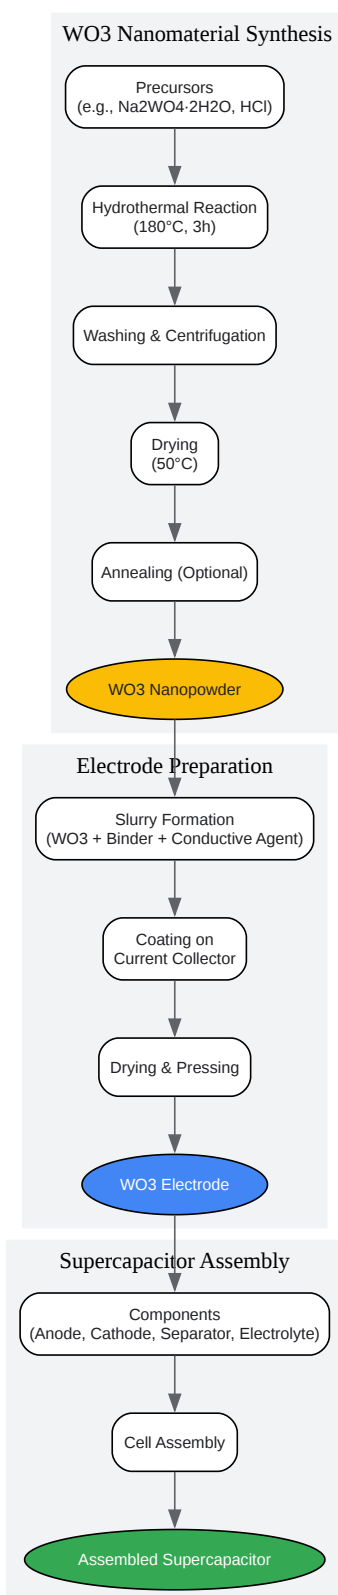 WO3 Nanomaterial Synthesis
Precursors
(e.g., Na2WO4·2H2O, HCl)
Hydrothermal Reaction
(180°C, 3h)
Washing & Centrifugation
Drying
(50°C)
Annealing (Optional)
WO3 Nanopowder
Electrode Preparation
Slurry Formation
(WO3 + Binder + Conductive Agent)
Coating on
Current Collector
Drying & Pressing
WO3 Electrode
Supercapacitor Assembly
Components
(Anode, Cathode, Separator, Electrolyte)
Cell Assembly
Assembled Supercapacitor